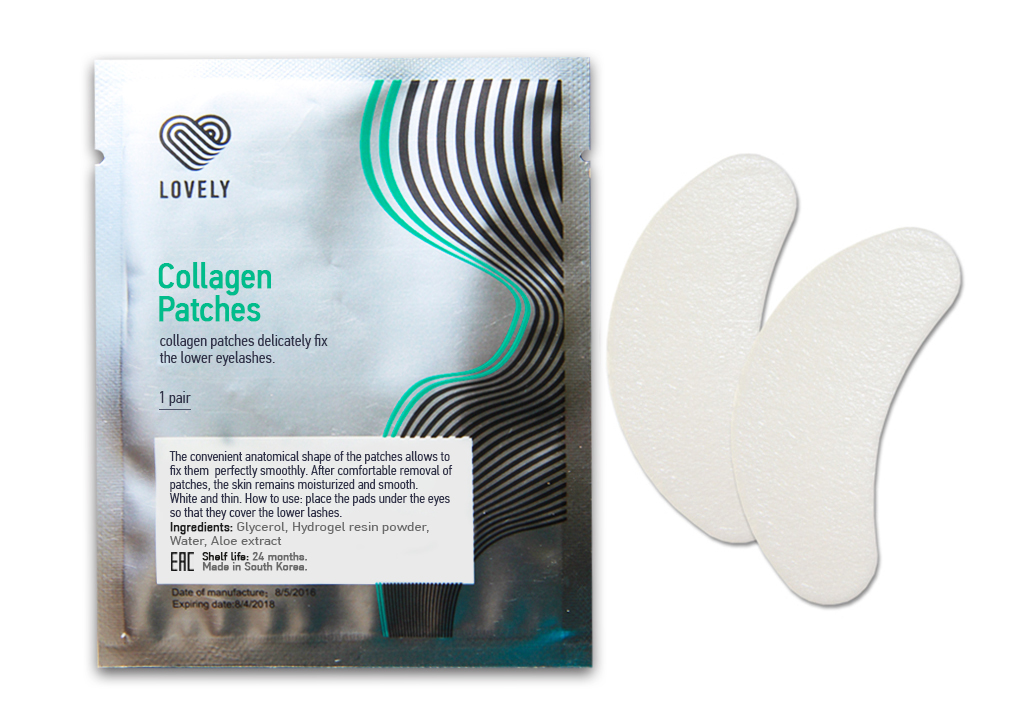 LOVELY
Collagen
Patches
collagen patches delicately fix
the lower eyelashes.
1 pair
The convenient anatomical shape of the patches allows to
fix them perfectly smoothly. After comfortable removal of
patches, the skin remains moisturized and smooth.
White and thin. How to use: place the pads under the eyes
so that they cover the lower lashes.
Ingredients: Glycerol, Hydrogel resin powder,
Water, Aloe extract
EAC Shelf life: 24 months.
Made in South Korea.
Date of manufacture: 8/5/2016
Expiring date:8/4/2018